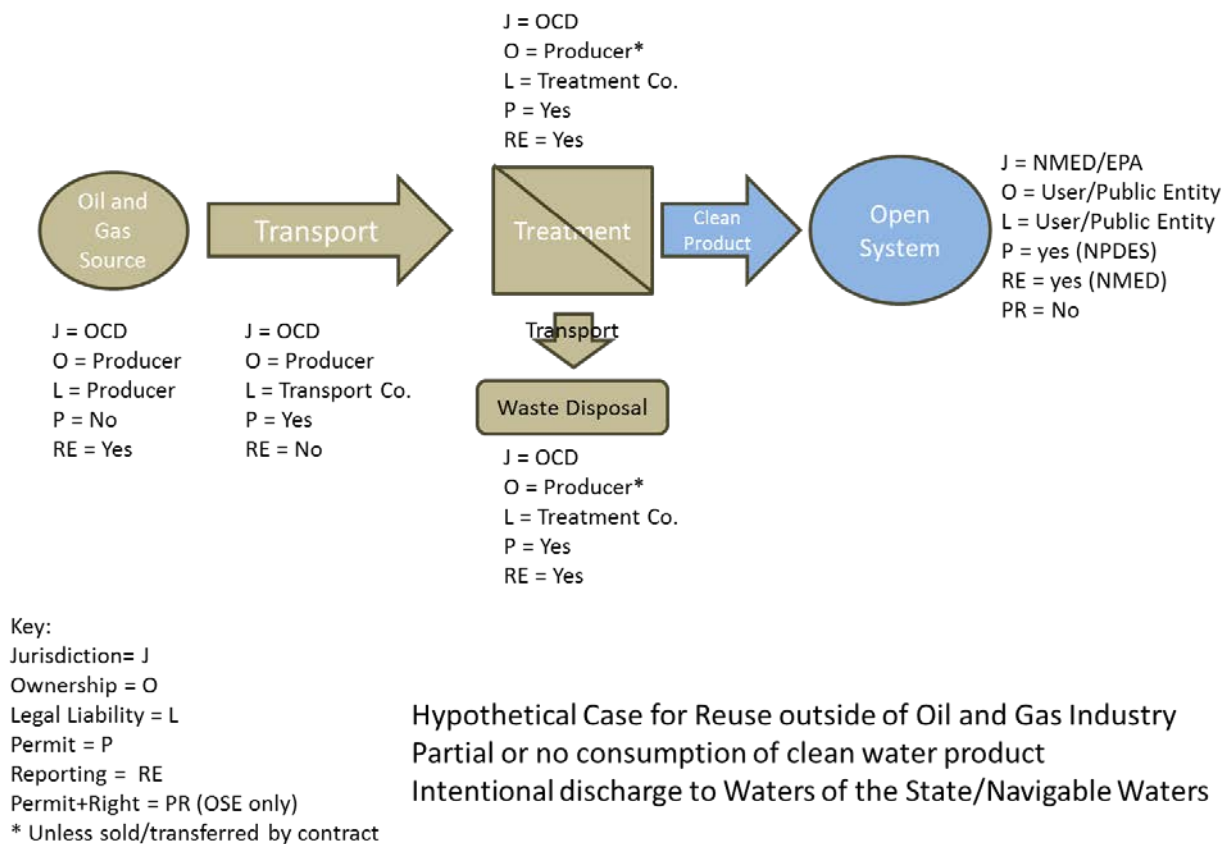 J = OCD
O = Producer*
L = Treatment Co.
P = Yes
RE = Yes
Oil and
Gas
Source
Transport
Treatment
Clean
Product
Open
System
J = NMED/EPA
O = User/Public Entity
L = User/Public Entity
P = yes (NPDES)
RE = yes (NMED)
PR = No
J = OCD
O = Producer
L = Producer
P = No
RE = Yes
J = OCD
O = Producer
L = Transport Co.
P = Yes
RE = No
Transport
Waste Disposal
J = OCD
O = Producer*
L = Treatment Co.
P = Yes
RE = Yes
Key:
Jurisdiction= J
Ownership = O
Legal Liability = L
Permit = P
Reporting =  RE
Permit+Right = PR (OSE only)
* Unless sold/transferred by contract
Hypothetical Case for Reuse outside of Oil and Gas Industry
Partial or no consumption of clean water product
Intentional discharge to Waters of the State/Navigable Waters